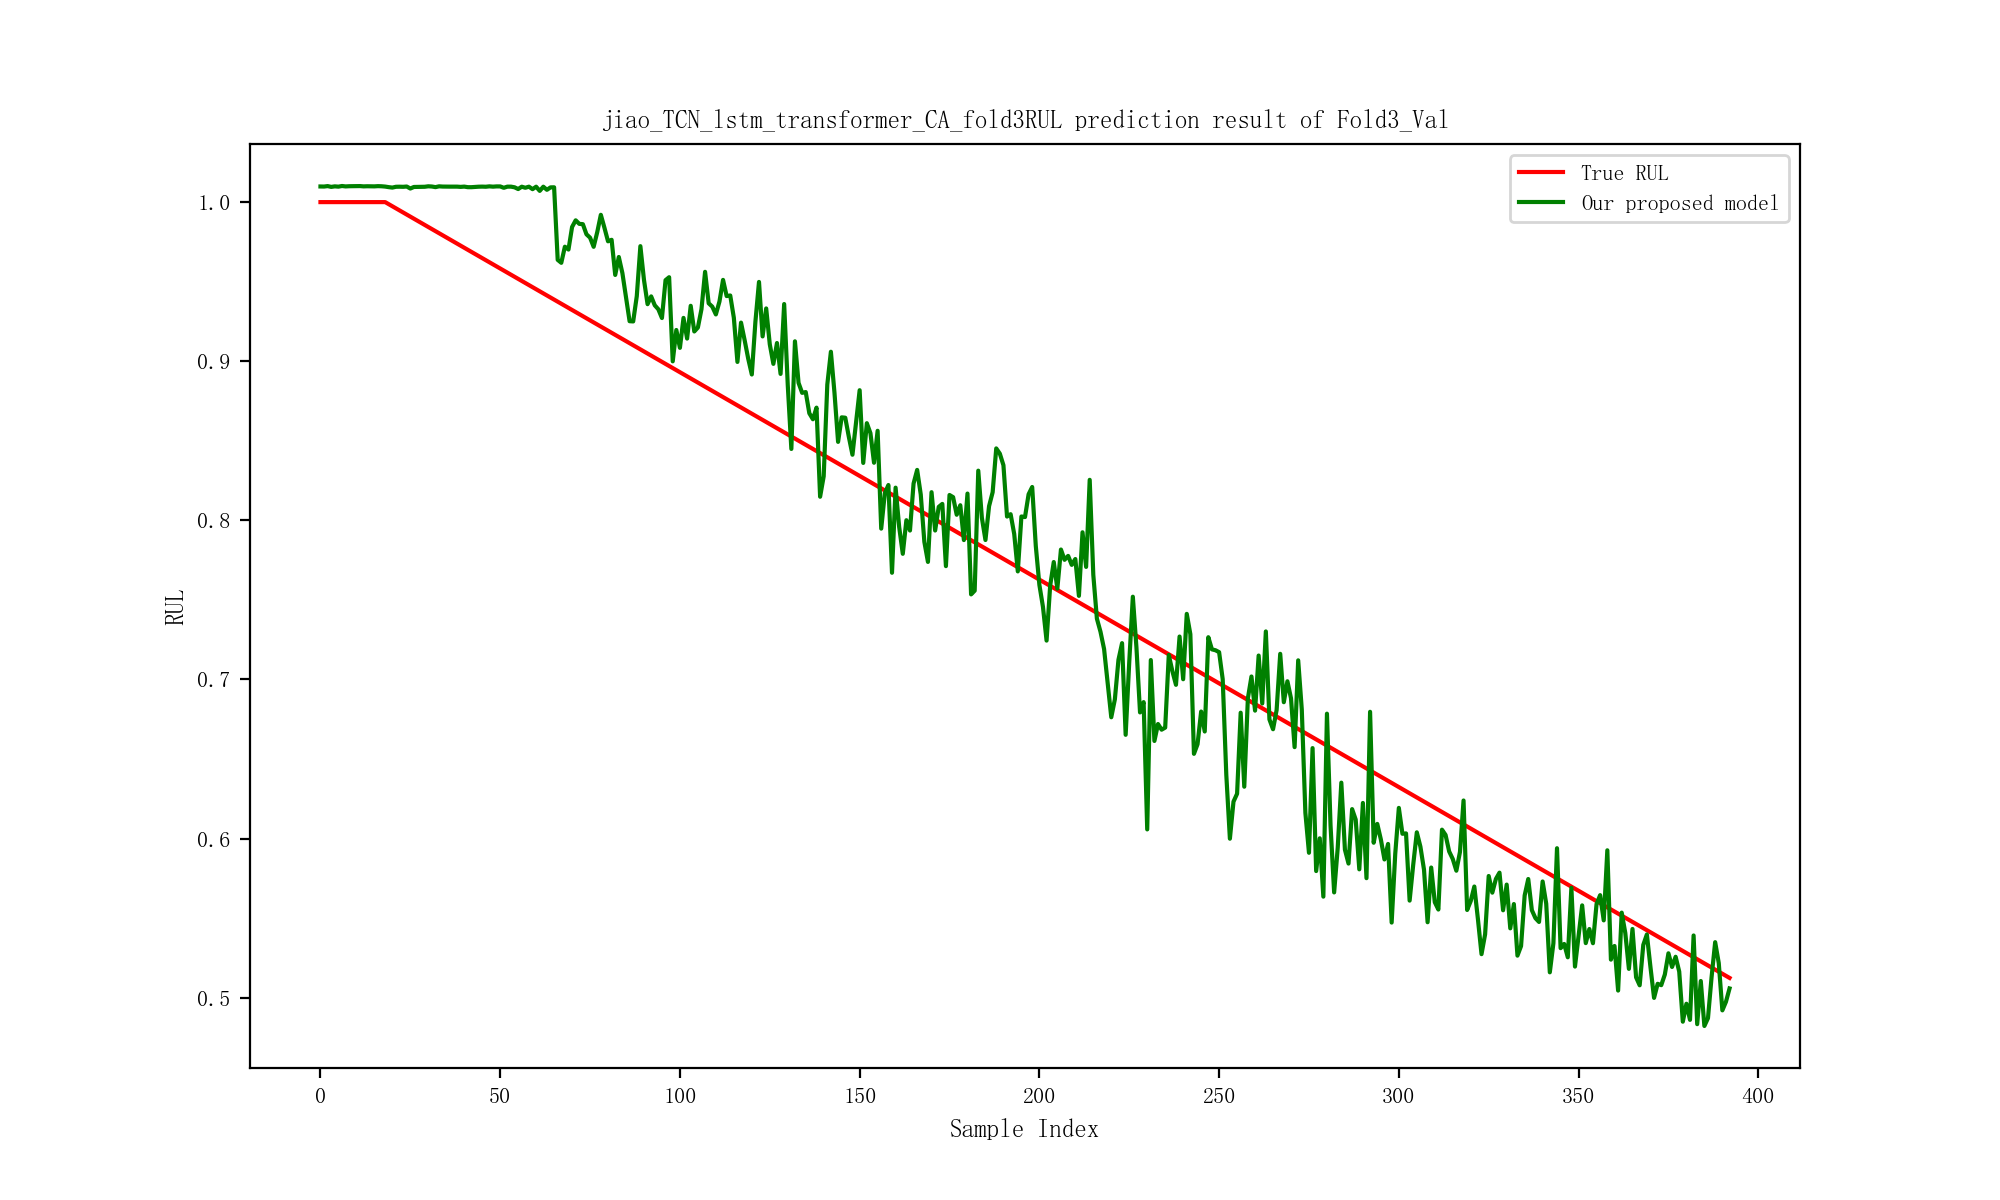 jiao_TCN_lstm_transformer_CA_fold3RUL prediction result of Fold3_Val
True RUL
Our proposed model
1.0
0.9
0.8
0.7
0.6
0.5
RUL
0 50 100 150 200 250 300 350 400
Sample Index